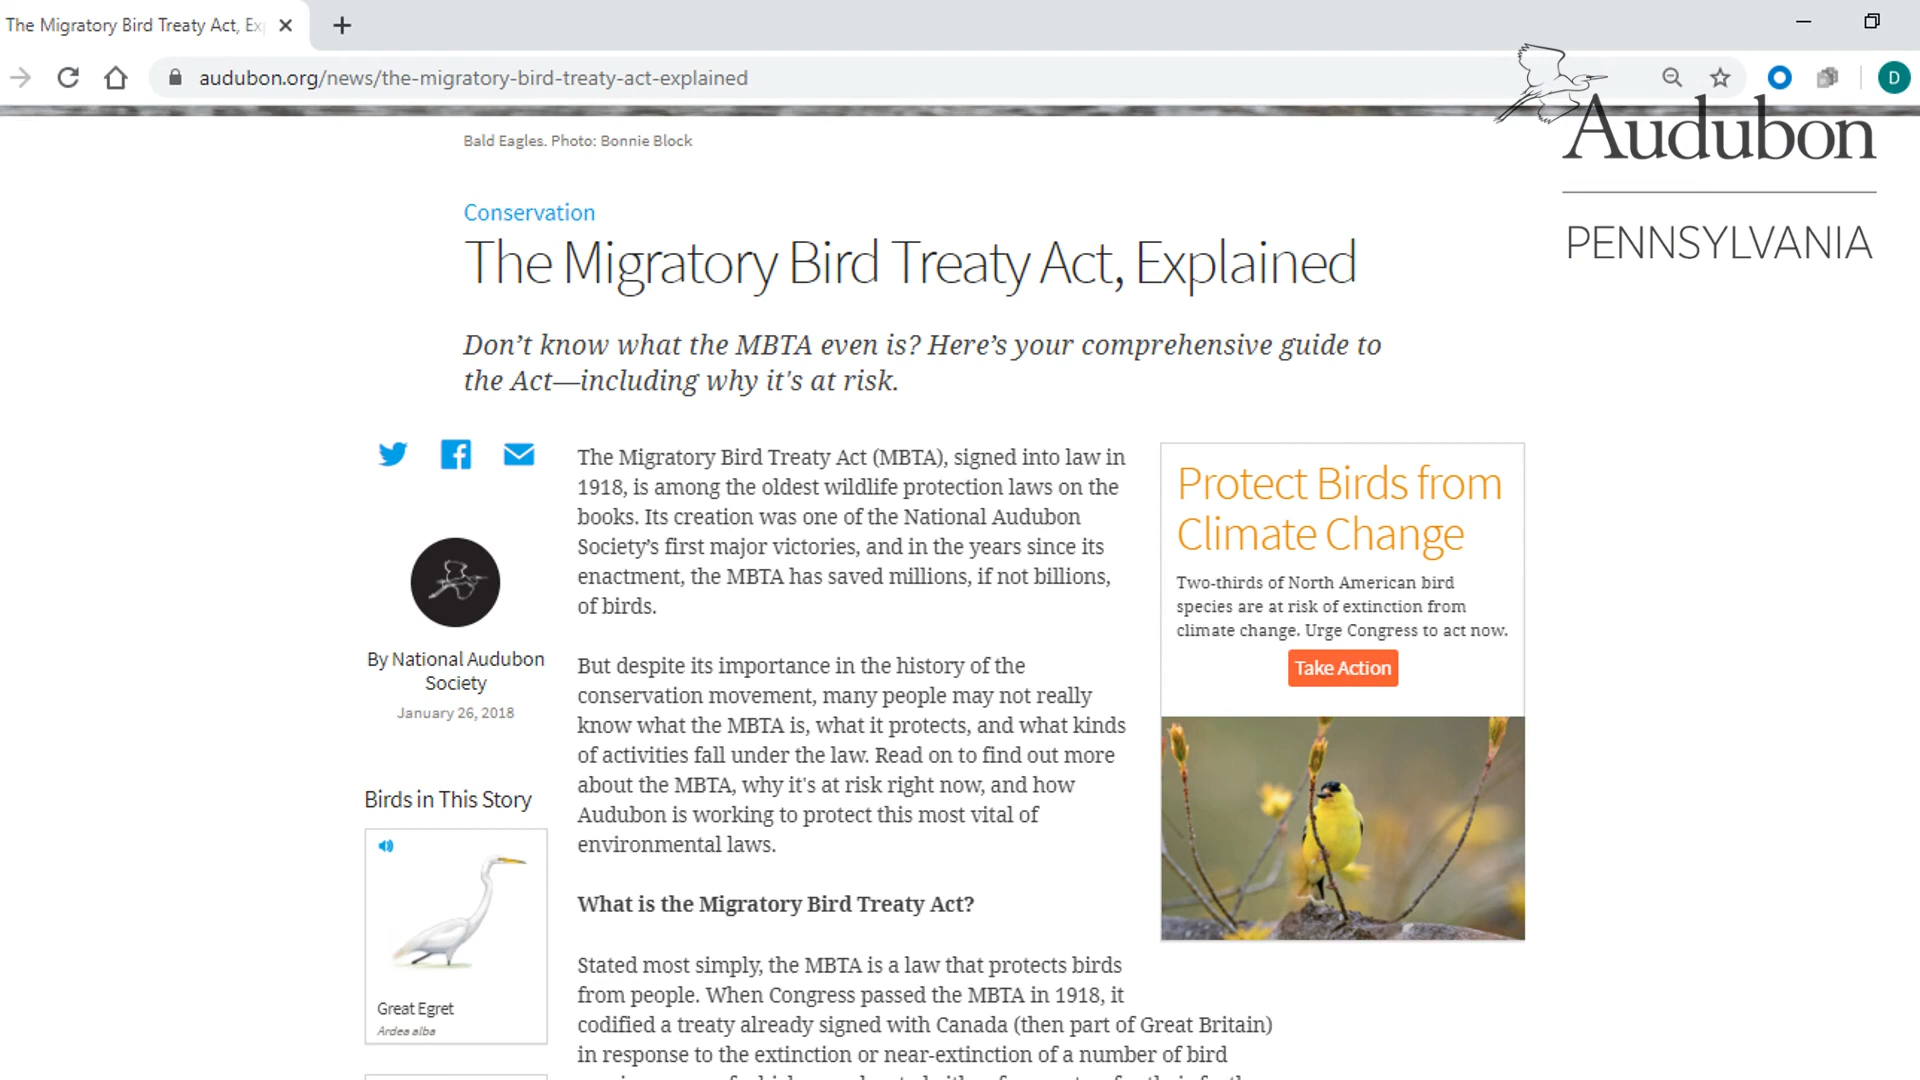 The Migratory Bird Treaty Act, Ex
audubon.org/news/the-migratory-bird-treaty-act-explained
D
Audubon
PENNSYLVANIA
Bald Eagles. Photo: Bonnie Block
Conservation
The Migratory Bird Treaty Act, Explained
Don’t know what the MBTA even is? Here’s your comprehensive guide to
the Act—including why it's at risk.
By National Audubon
Society
January 26, 2018
Birds in This Story
Great Egret
Ardea alba
The Migratory Bird Treaty Act (MBTA), signed into law in
1918, is among the oldest wildlife protection laws on the
books. Its creation was one of the National Audubon
Society’s first major victories, and in the years since its
enactment, the MBTA has saved millions, if not billions,
of birds.
But despite its importance in the history of the
conservation movement, many people may not really
know what the MBTA is, what it protects, and what kinds
of activities fall under the law. Read on to find out more
about the MBTA, why it's at risk right now, and how
Audubon is working to protect this most vital of
environmental laws.
What is the Migratory Bird Treaty Act?
Stated most simply, the MBTA is a law that protects birds
from people. When Congress passed the MBTA in 1918, it
codified a treaty already signed with Canada (then part of Great Britain)
in response to the extinction or near-extinction of a number of bird
Protect Birds from
Climate Change
Two-thirds of North American bird
species are at risk of extinction from
climate change. Urge Congress to act now.
Take Action